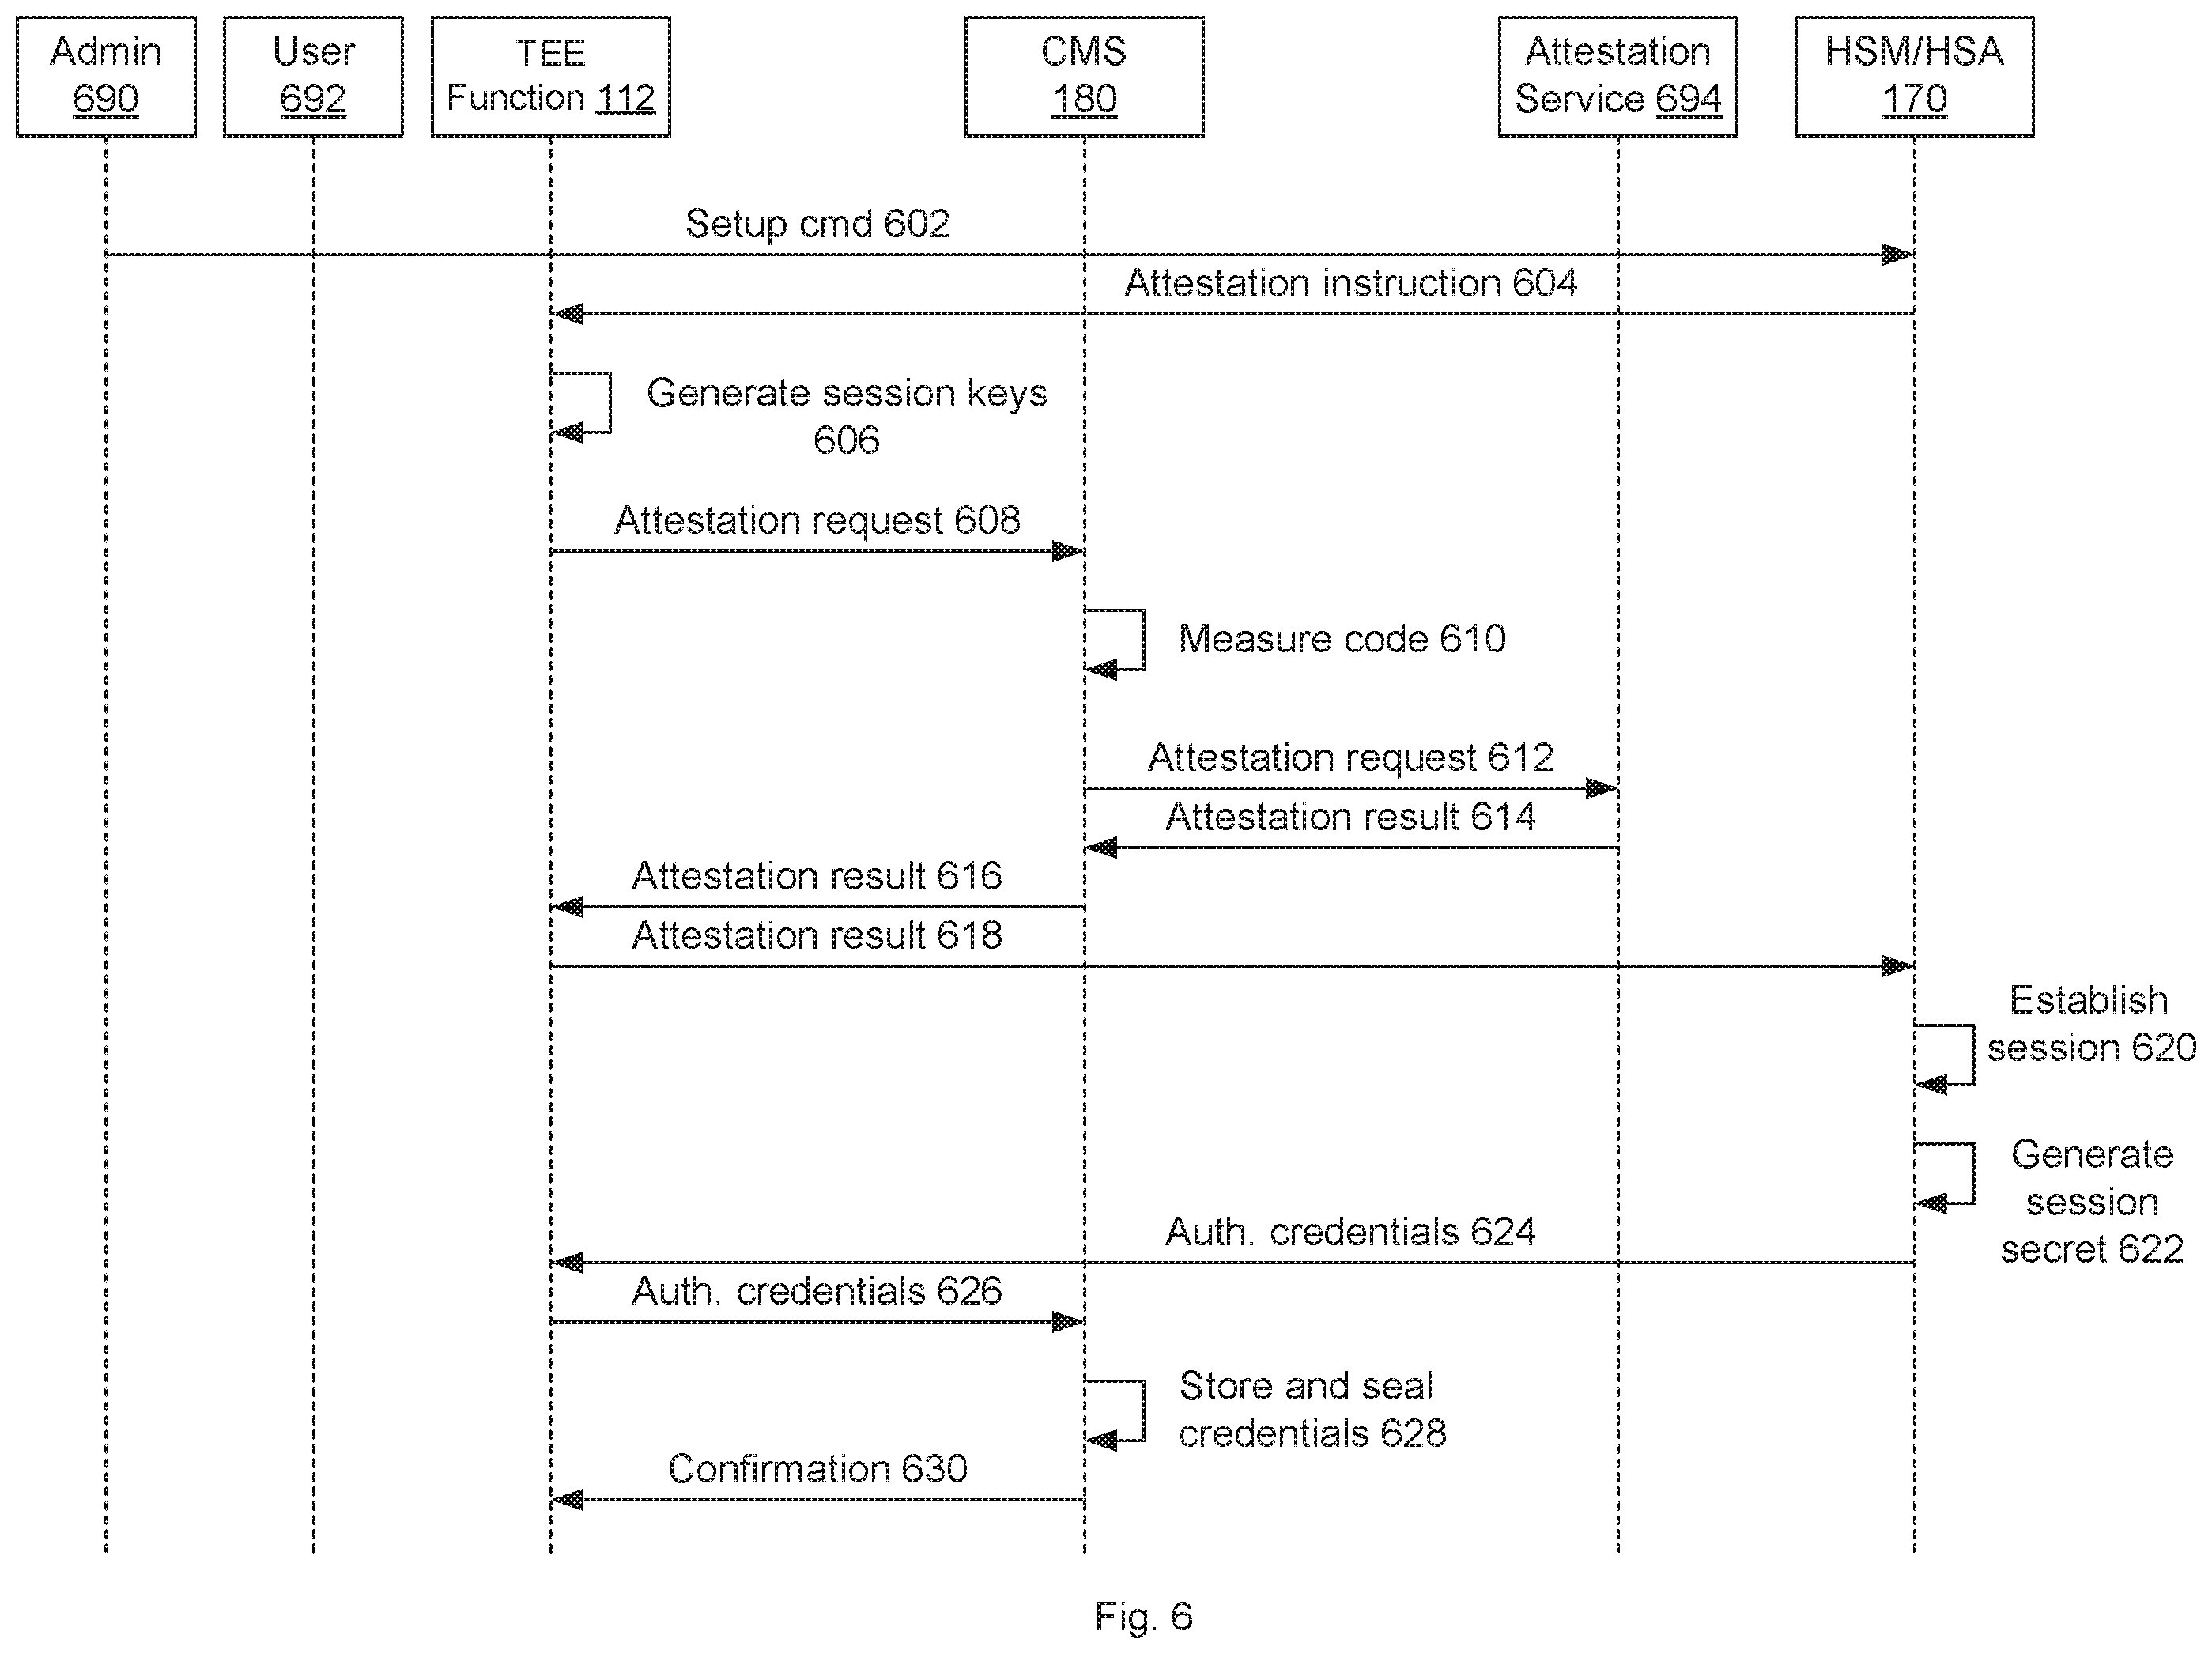 Admin
690
User
692
TEE
Function 112
CMS
180
Attestation
Service 694
HSM/HSA
170
Setup cmd 602
Attestation instruction 604
Generate session keys
606
Attestation request 608
Measure code 610
Attestation request 612
Attestation result 614
Attestation result 616
Attestation result 618
Establish
session 620
Generate
session
secret 622
Auth. credentials 624
Auth. credentials 626
Store and seal
credentials 628
Confirmation 630
Fig. 6